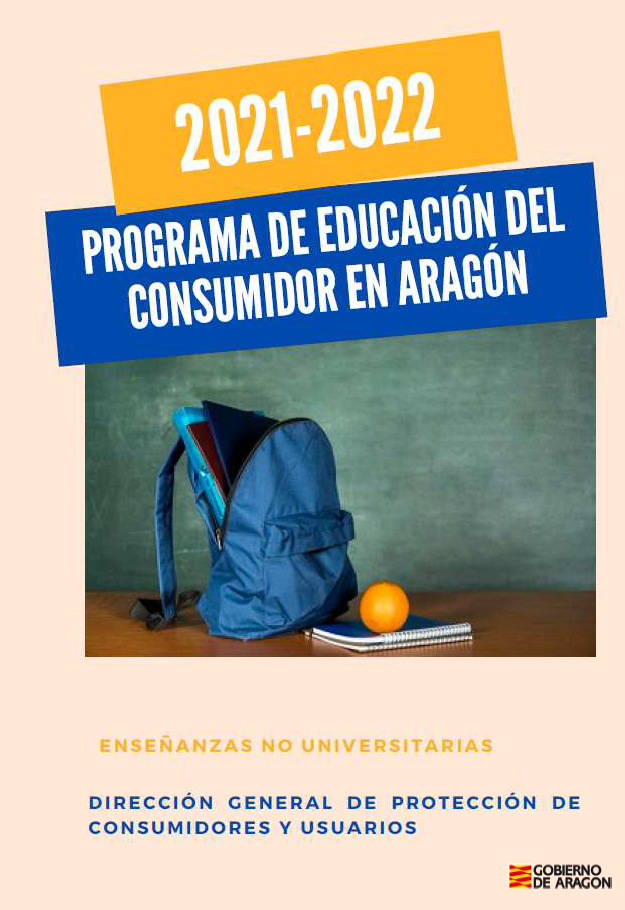 2021-2022
PROGRAMA DE EDUCACIÓN DEL
CONSUMIDOR EN ARAGÓN
ENSEÑANZAS NO UNIVERSITARIAS
DIRECCIÓN GENERAL DE PROTECCIÓN DE
CONSUMIDORES Y USUARIOS
GOBIERNO
DE ARAGON